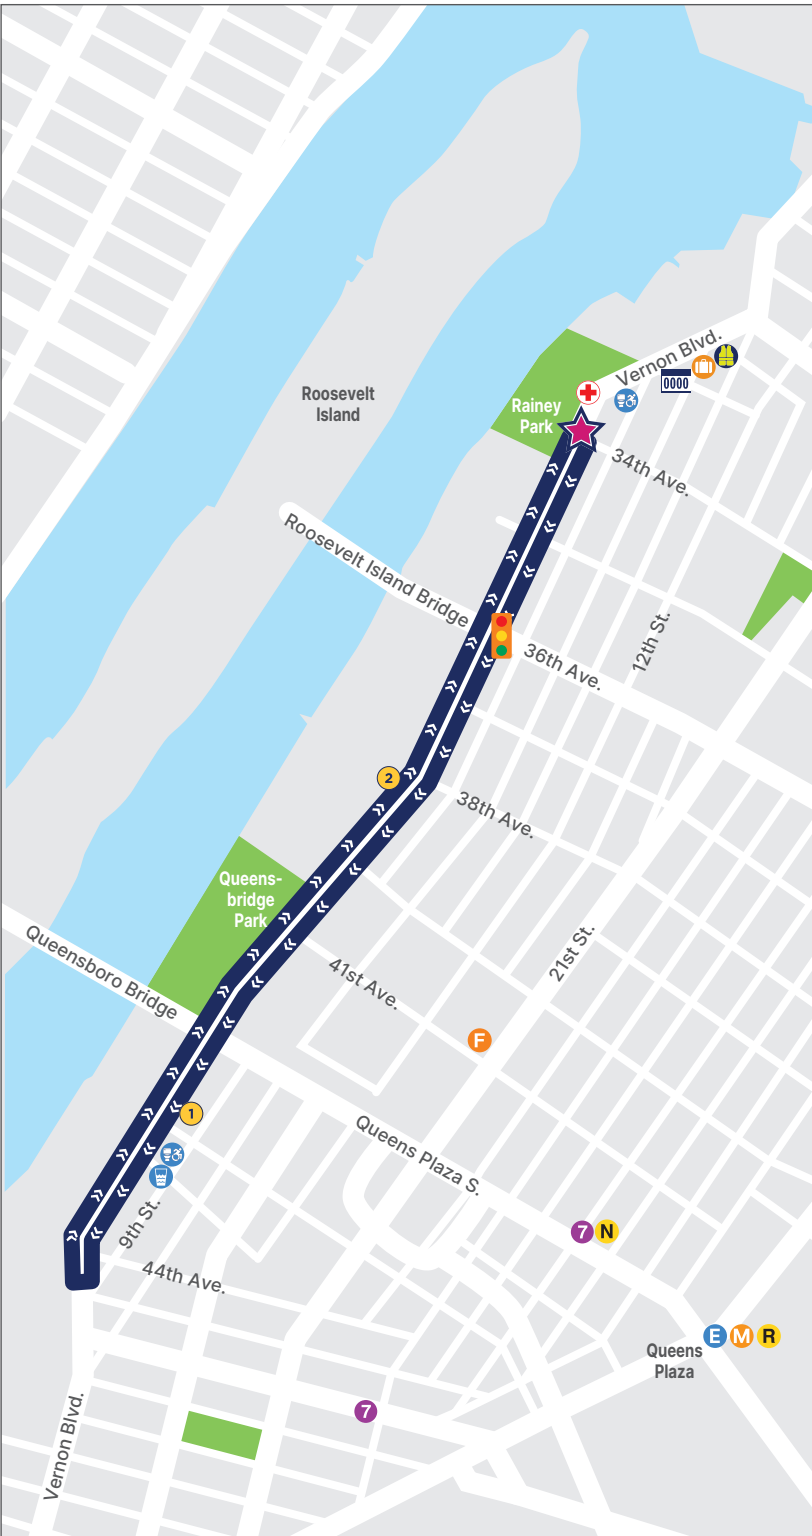 Vernon Blvd.
0000
Roosevelt
Island
Rainey
Park
34th Ave.
Roosevelt Island Bridge
12th St.
36th Ave.
2
38th Ave.
Queens-
bridge
Park
Queensboro Bridge
21st St.
41st Ave.
F
1
Queens Plaza S.
9th St.
7 N
44th Ave.
E M R
Queens
Plaza
7
Vernon Blvd.